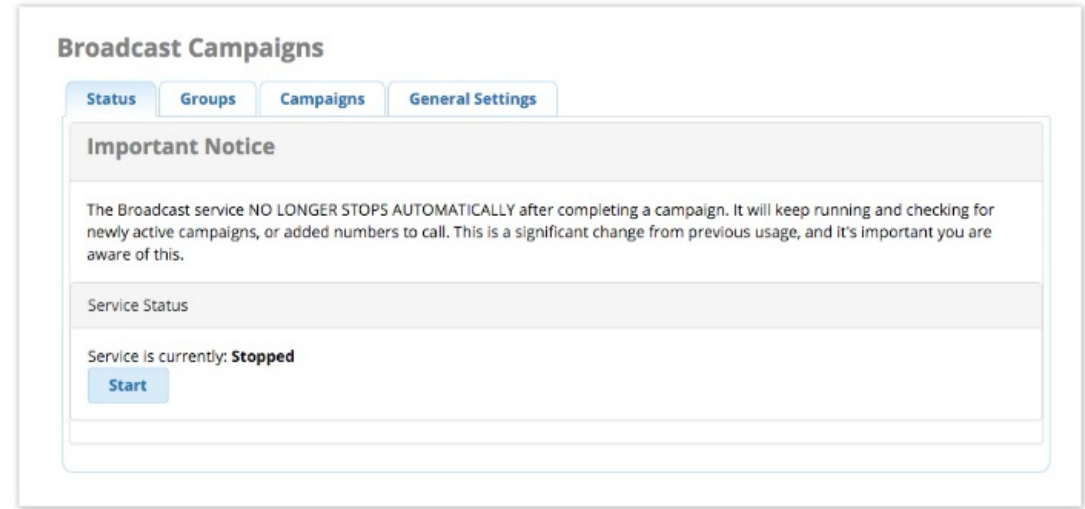 Broadcast Campaigns
Status Groups Campaigns General Settings
Important Notice
The Broadcast service NO LONGER STOPS AUTOMATICALLY after completing a campaign. It will keep running and checking for
newly active campaigns, or added numbers to call. This is a significant change from previous usage, and it's important you are
aware of this.
Service Status
Service is currently: Stopped
Start